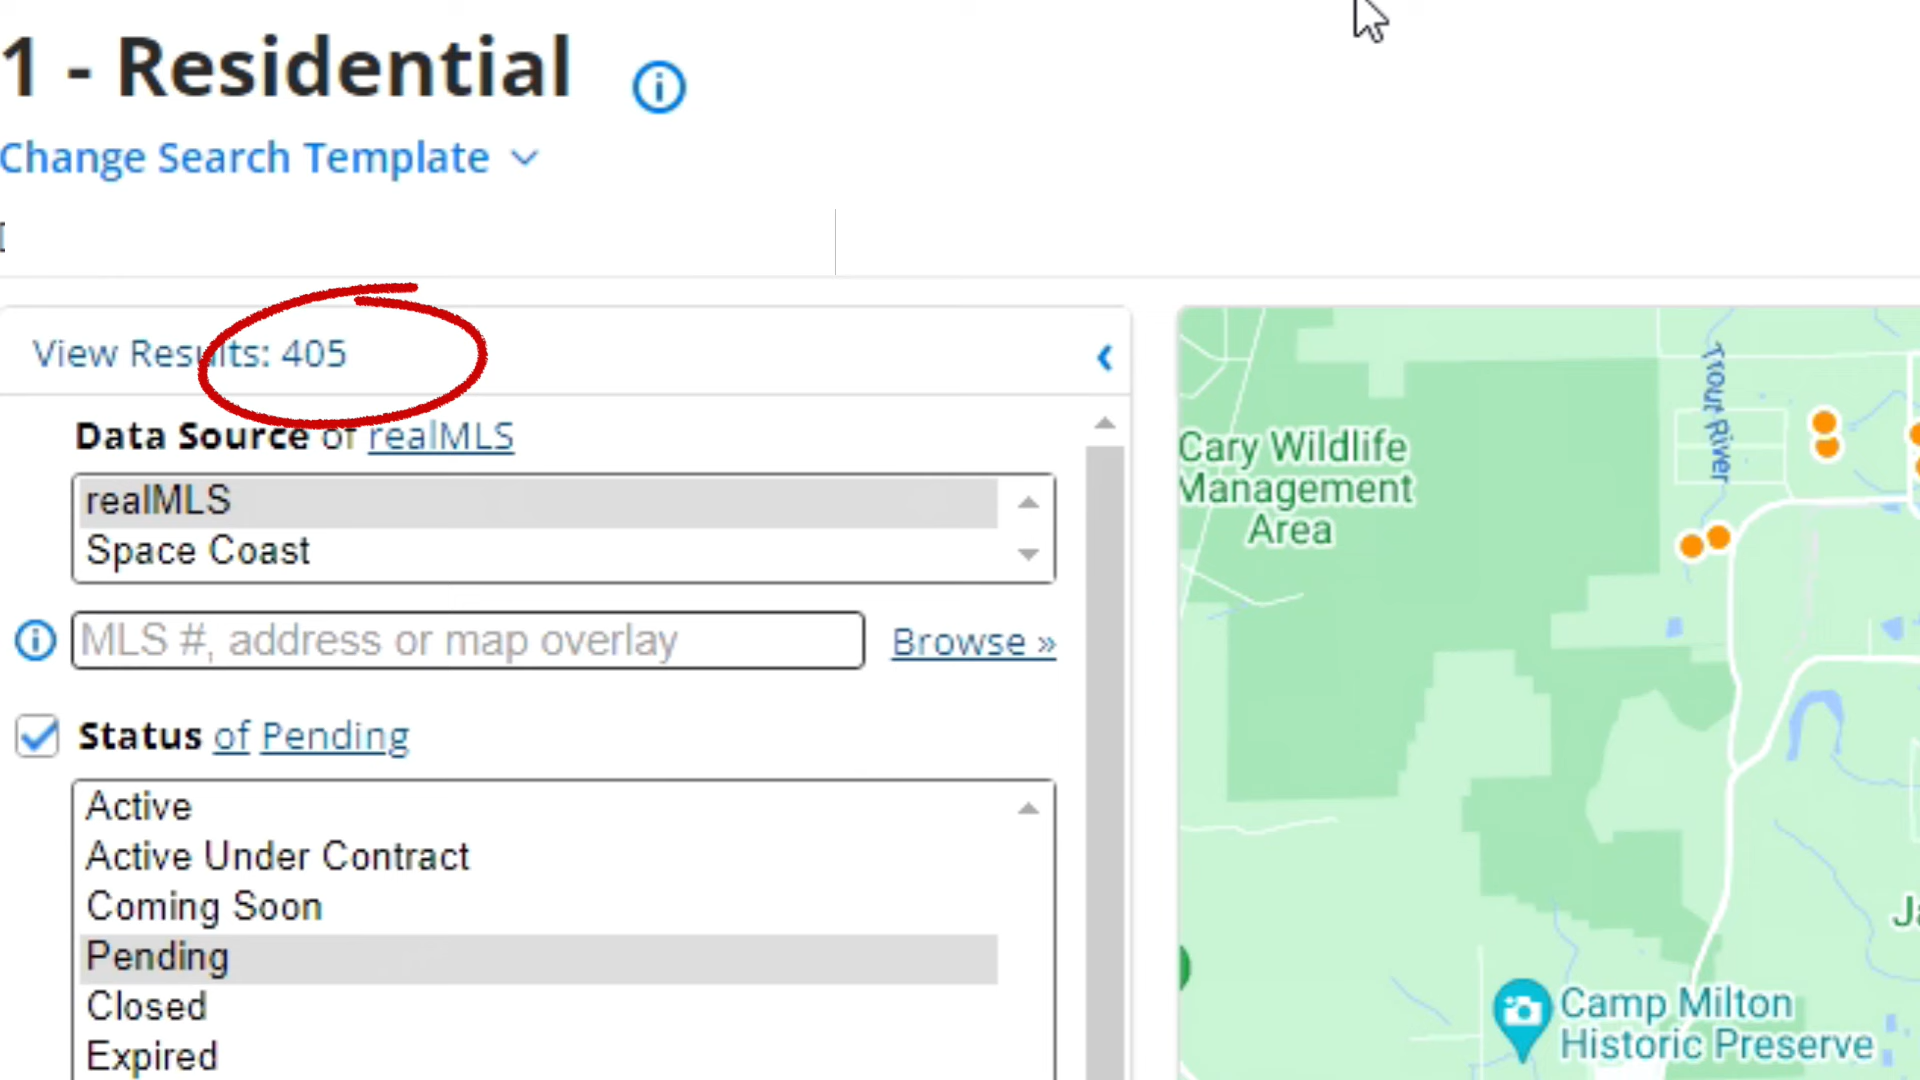 1 - Residential
Change Search Template
View Results: 405
Data Source of realMLS
realMLS
Space Coast
MLS #, address or map overlay
Browse »
Status of Pending
Active
Active Under Contract
Coming Soon
Pending
Closed
Expired
Trout River
Cary Wildlife
Management
Area
Ja
Camp Milton
Historic Preserve